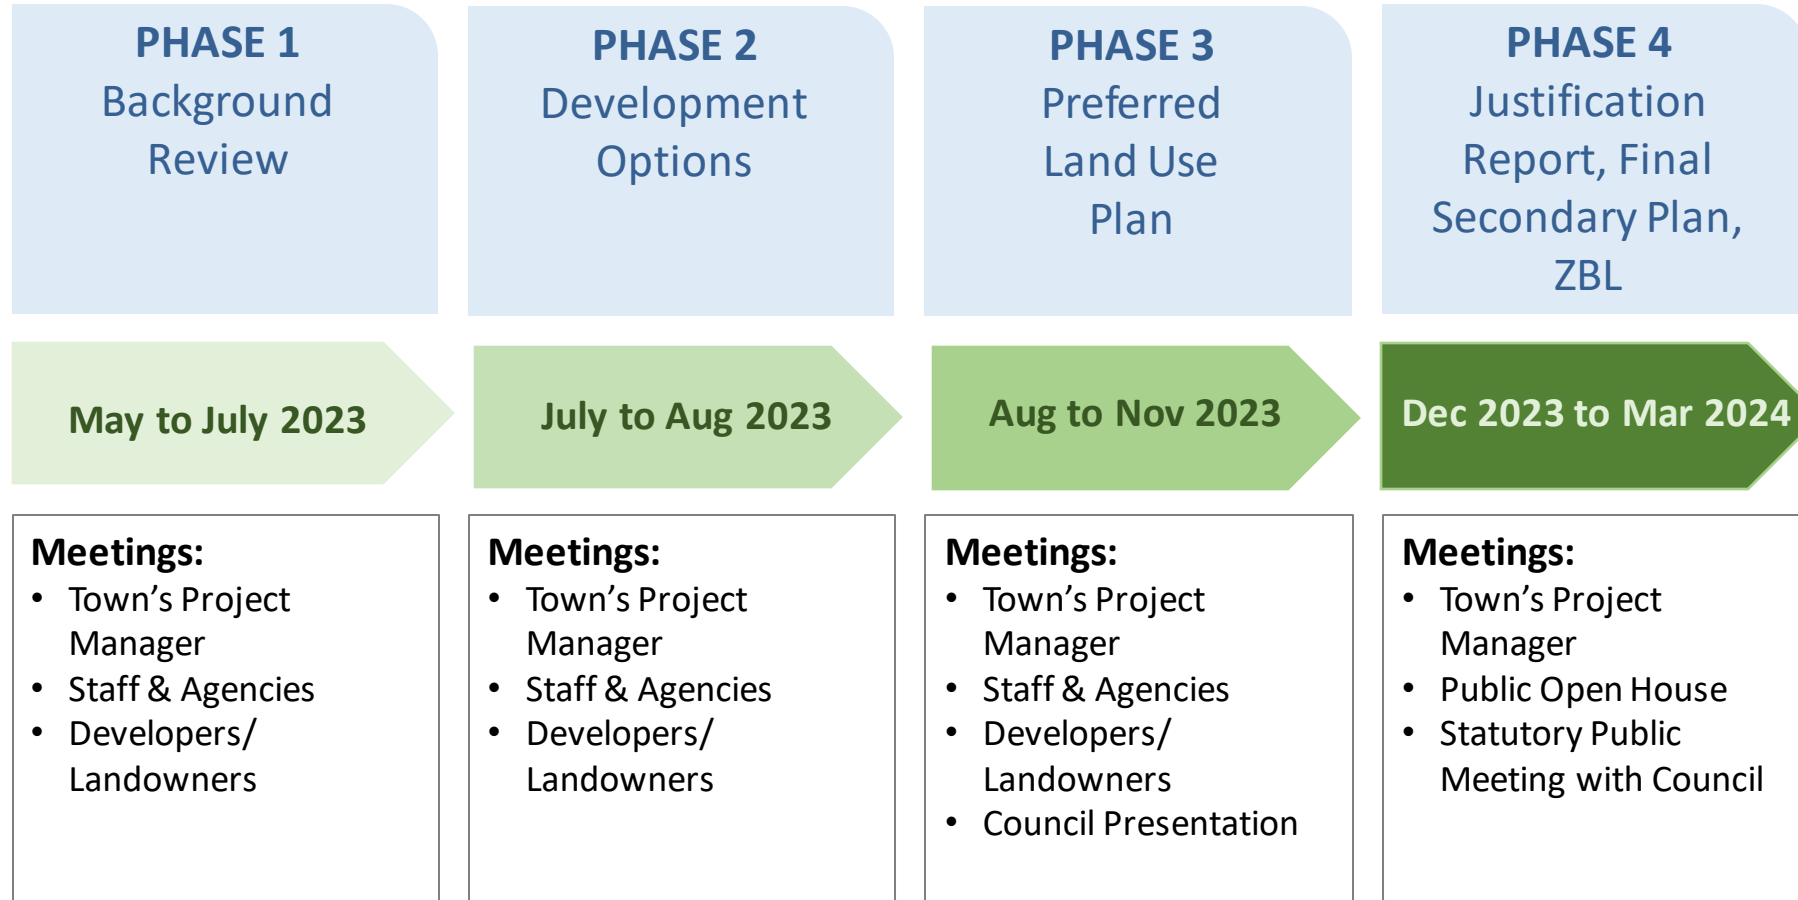 PHASE 1
Background
Review
PHASE 2
Development
Options
PHASE 3
Preferred
Land Use
Plan
PHASE 4
Justification
Report, Final
Secondary Plan,
ZBL
May to July 2023
July to Aug 2023
Aug to Nov 2023
Dec 2023 to Mar 2024
Meetings:
• Town's Project
Manager
• Staff & Agencies
• Developers/
Landowners
Meetings:
• Town's Project
Manager
• Staff & Agencies
• Developers/
Landowners
Meetings:
• Town's Project
Manager
• Staff & Agencies
• Developers/
Landowners
• Council Presentation
Meetings:
• Town's Project
Manager
• Public Open House
• Statutory Public
Meeting with Council